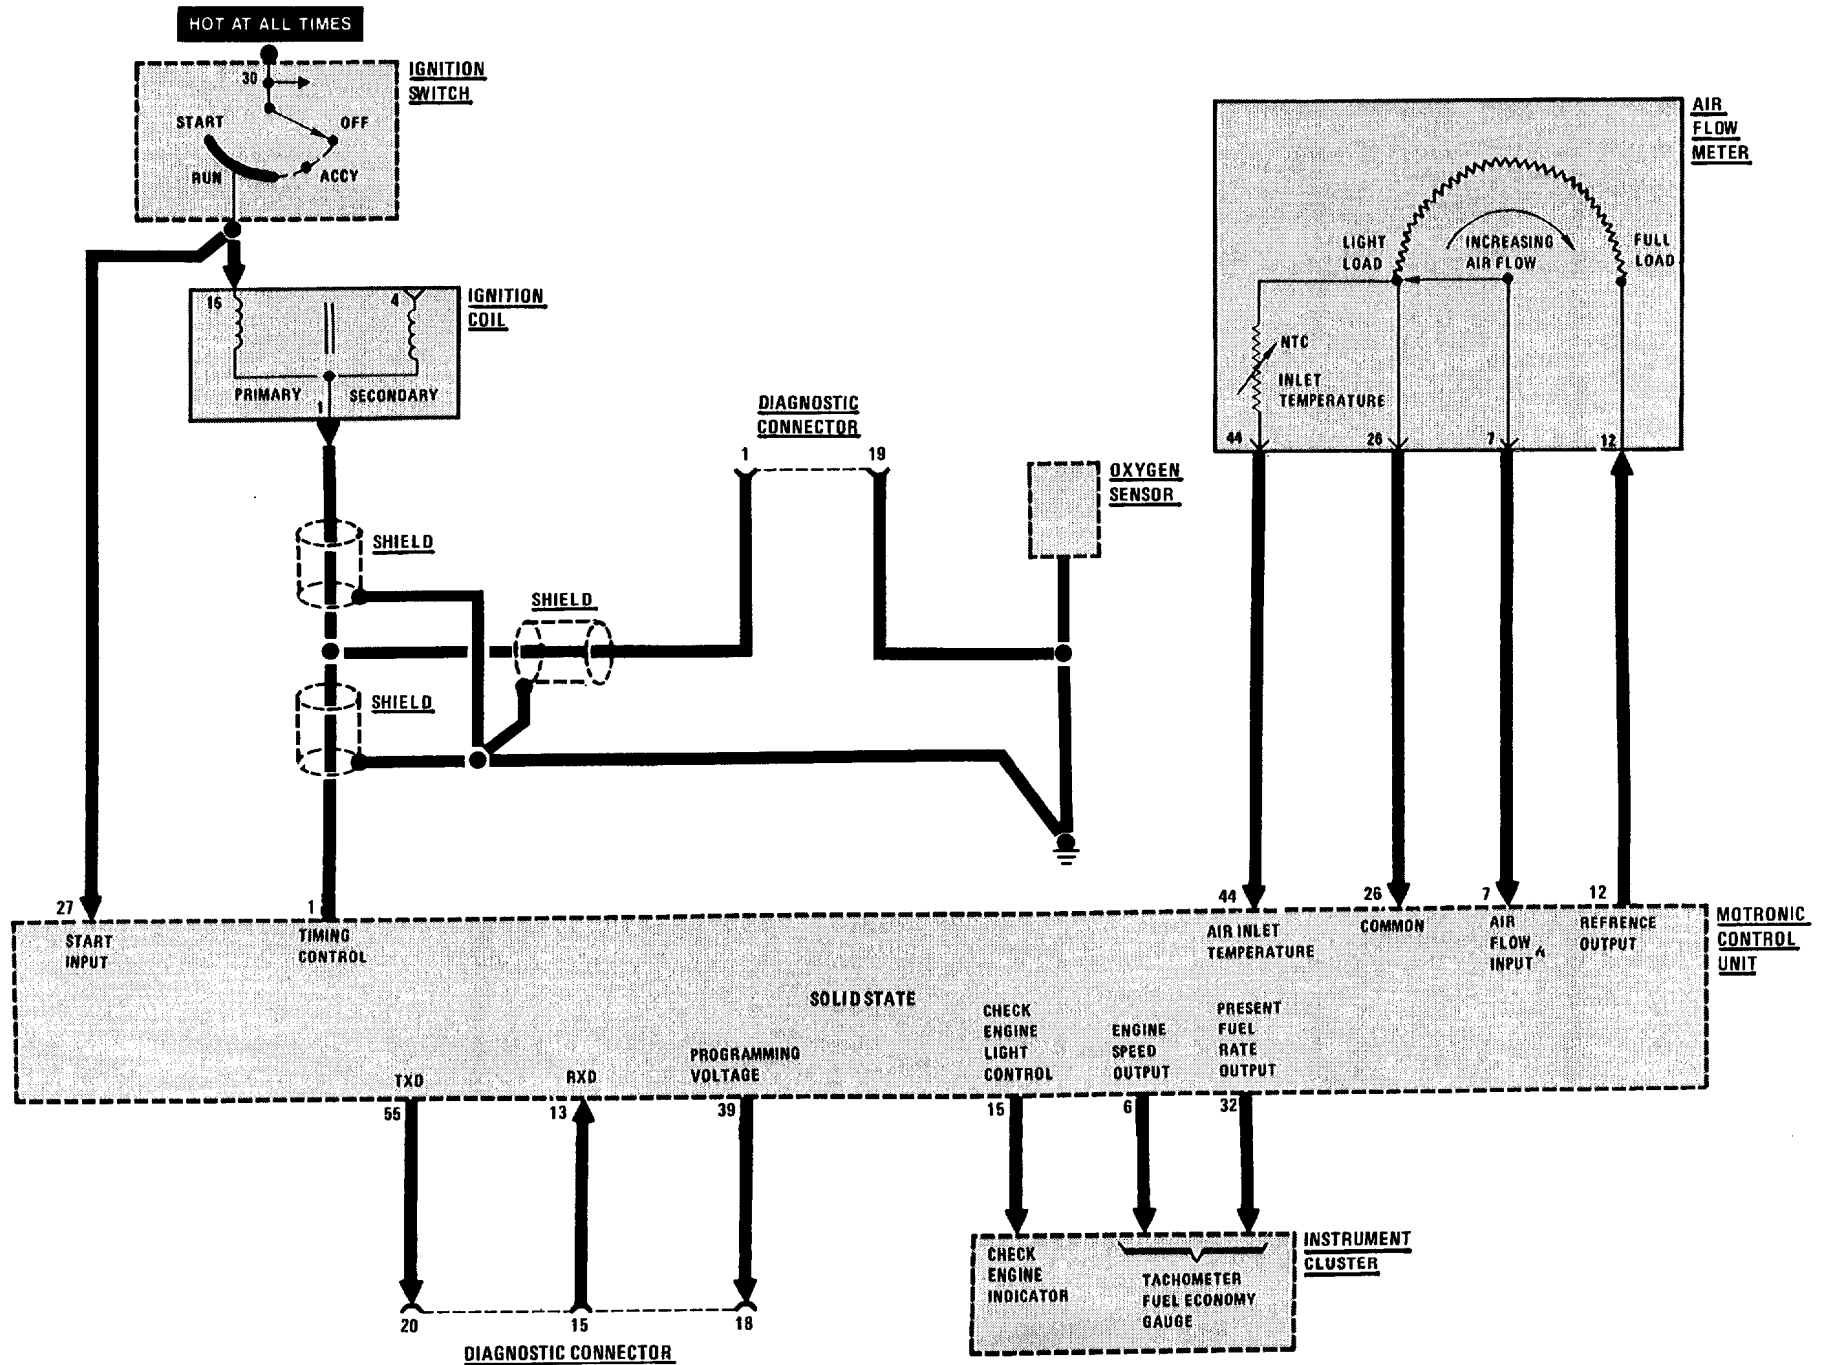 HOT AT ALL TIMES
IGNITION
SWITCH
30
START
OFF
RUN
ACCY
AIR
FLOW
METER
LIGHT
LOAD
INCREASING
AIR FLOW
FULL
LOAD
NTC
INLET
TEMPERATURE
44
26
7
12
IGNITION
COIL
4
PRIMARY
SECONDARY
1
DIAGNOSTIC
CONNECTOR
1
19
OXYGEN
SENSOR
SHIELD
SHIELD
SHIELD
27
1
44
26
7
12
MOTRONIC
CONTROL
UNIT
START
INPUT
TIMING
CONTROL
AIR INLET
TEMPERATURE
COMMON
AIR
FLOW
INPUT
REFRENCE
OUTPUT
SOLID STATE
TXD
RXD
PROGRAMMING
VOLTAGE
CHECK
ENGINE
LIGHT
CONTROL
ENGINE
SPEED
OUTPUT
PRESENT
FUEL
RATE
OUTPUT
55
13
39
15
6
32
20
15
18
DIAGNOSTIC CONNECTOR
INSTRUMENT
CLUSTER
CHECK
ENGINE
INDICATOR
TACHOMETER
FUEL ECONOMY
GAUGE